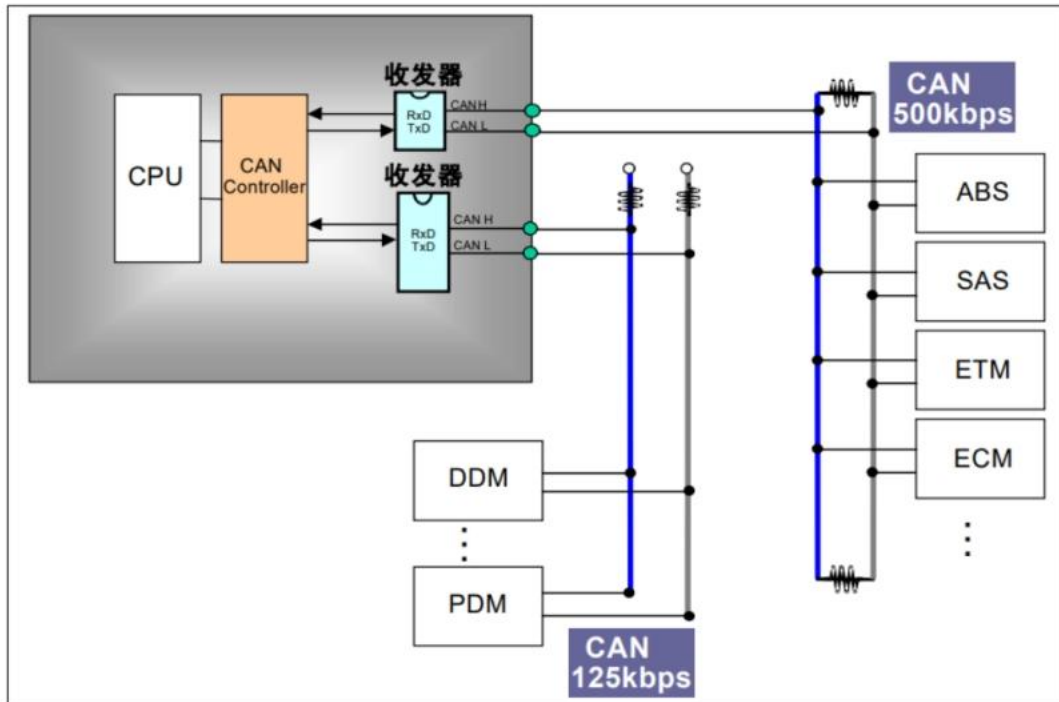 收发器
CPU
CAN
Controller
RxD
TxD
CAN H
CAN L
收发器
RxD
TxD
CAN H
CAN L
CAN
500kbps
ABS
SAS
ETM
ECM
DDM
PDM
CAN
125kbps